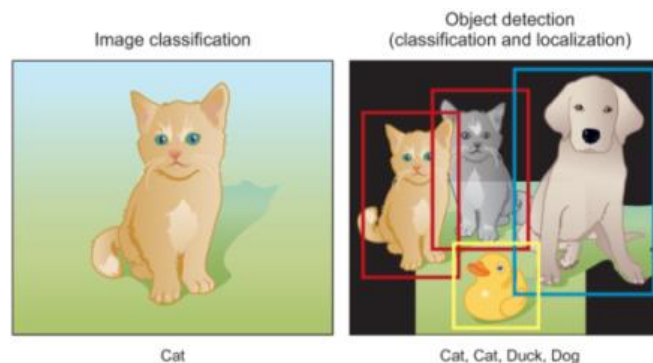 Image classification
Object detection
(classification and localization)
Cat
Cat, Cat, Duck, Dog